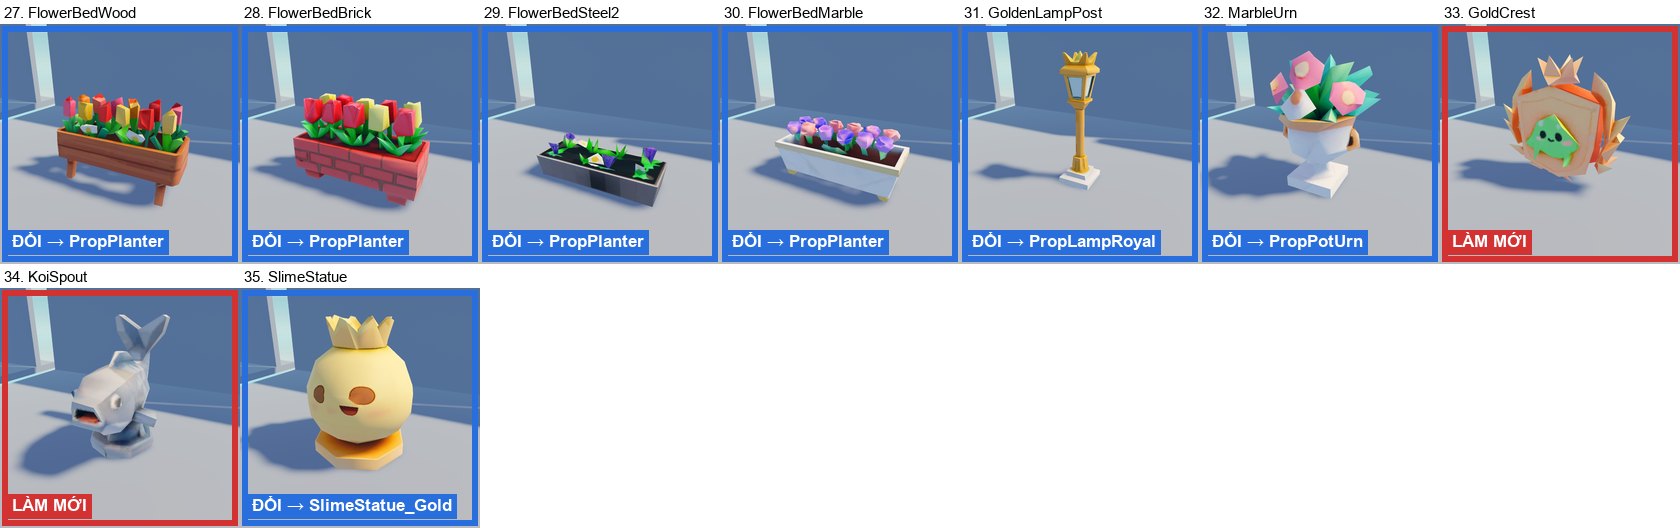 27. FlowerBedWood
28. FlowerBedBrick
29. FlowerBedSteel2
30. FlowerBedMarble
31. GoldenLampPost
32. MarbleUrn
33. GoldCrest
ĐỔI → PropPlanter
ĐỔI → PropPlanter
ĐỔI → PropPlanter
ĐỔI → PropPlanter
ĐỔI → PropLampRoyal
ĐỔI → PropPotUrn
LÀM MỚI
34. KoiSpout
35. SlimeStatue
LÀM MỚI
ĐỔI → SlimeStatue_Gold